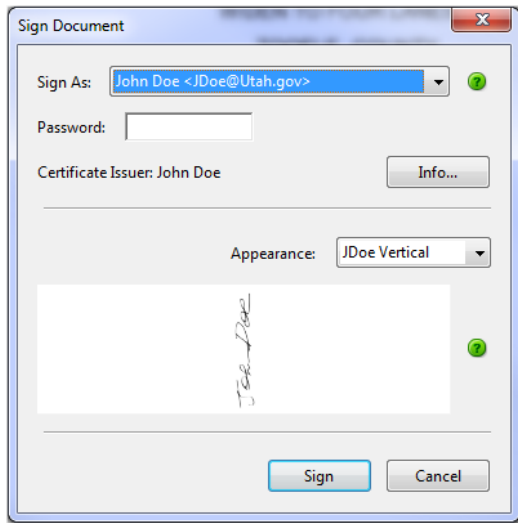 Sign Document
Sign As: John Doe <JDoe@Utah.gov>
Password:
Certificate Issuer: John Doe
Info...
Appearance: JDoe Vertical
John Doe
Sign
Cancel